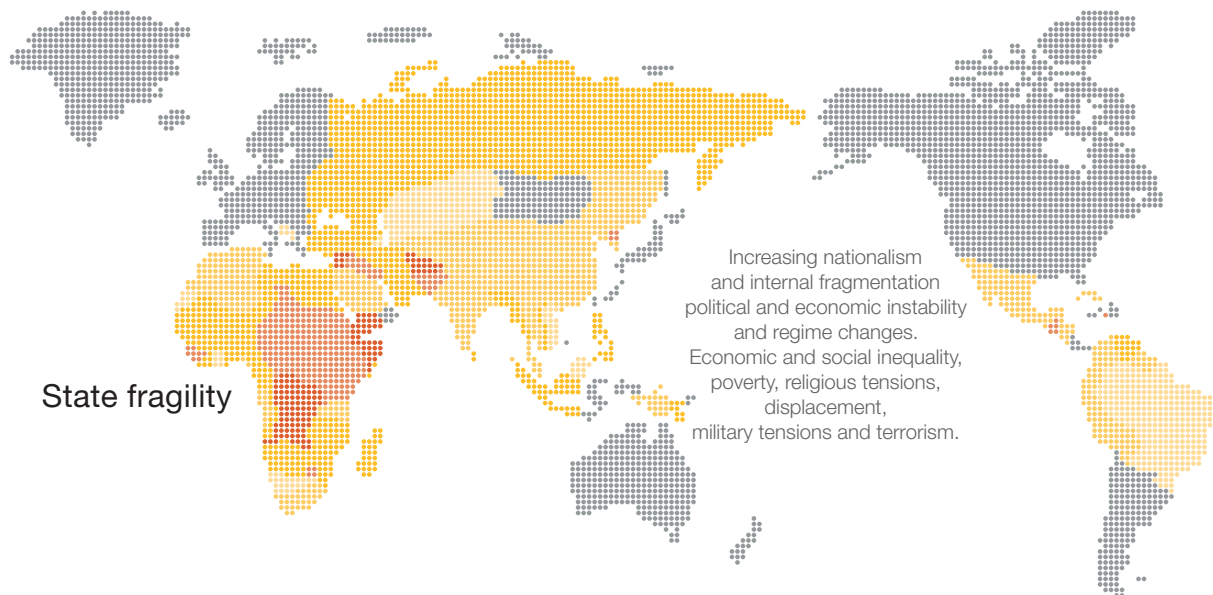 Increasing nationalism
and internal fragmentation
political and economic instability
and regime changes.
Economic and social inequality,
poverty, religious tensions,
displacement,
military tensions and terrorism.
State fragility